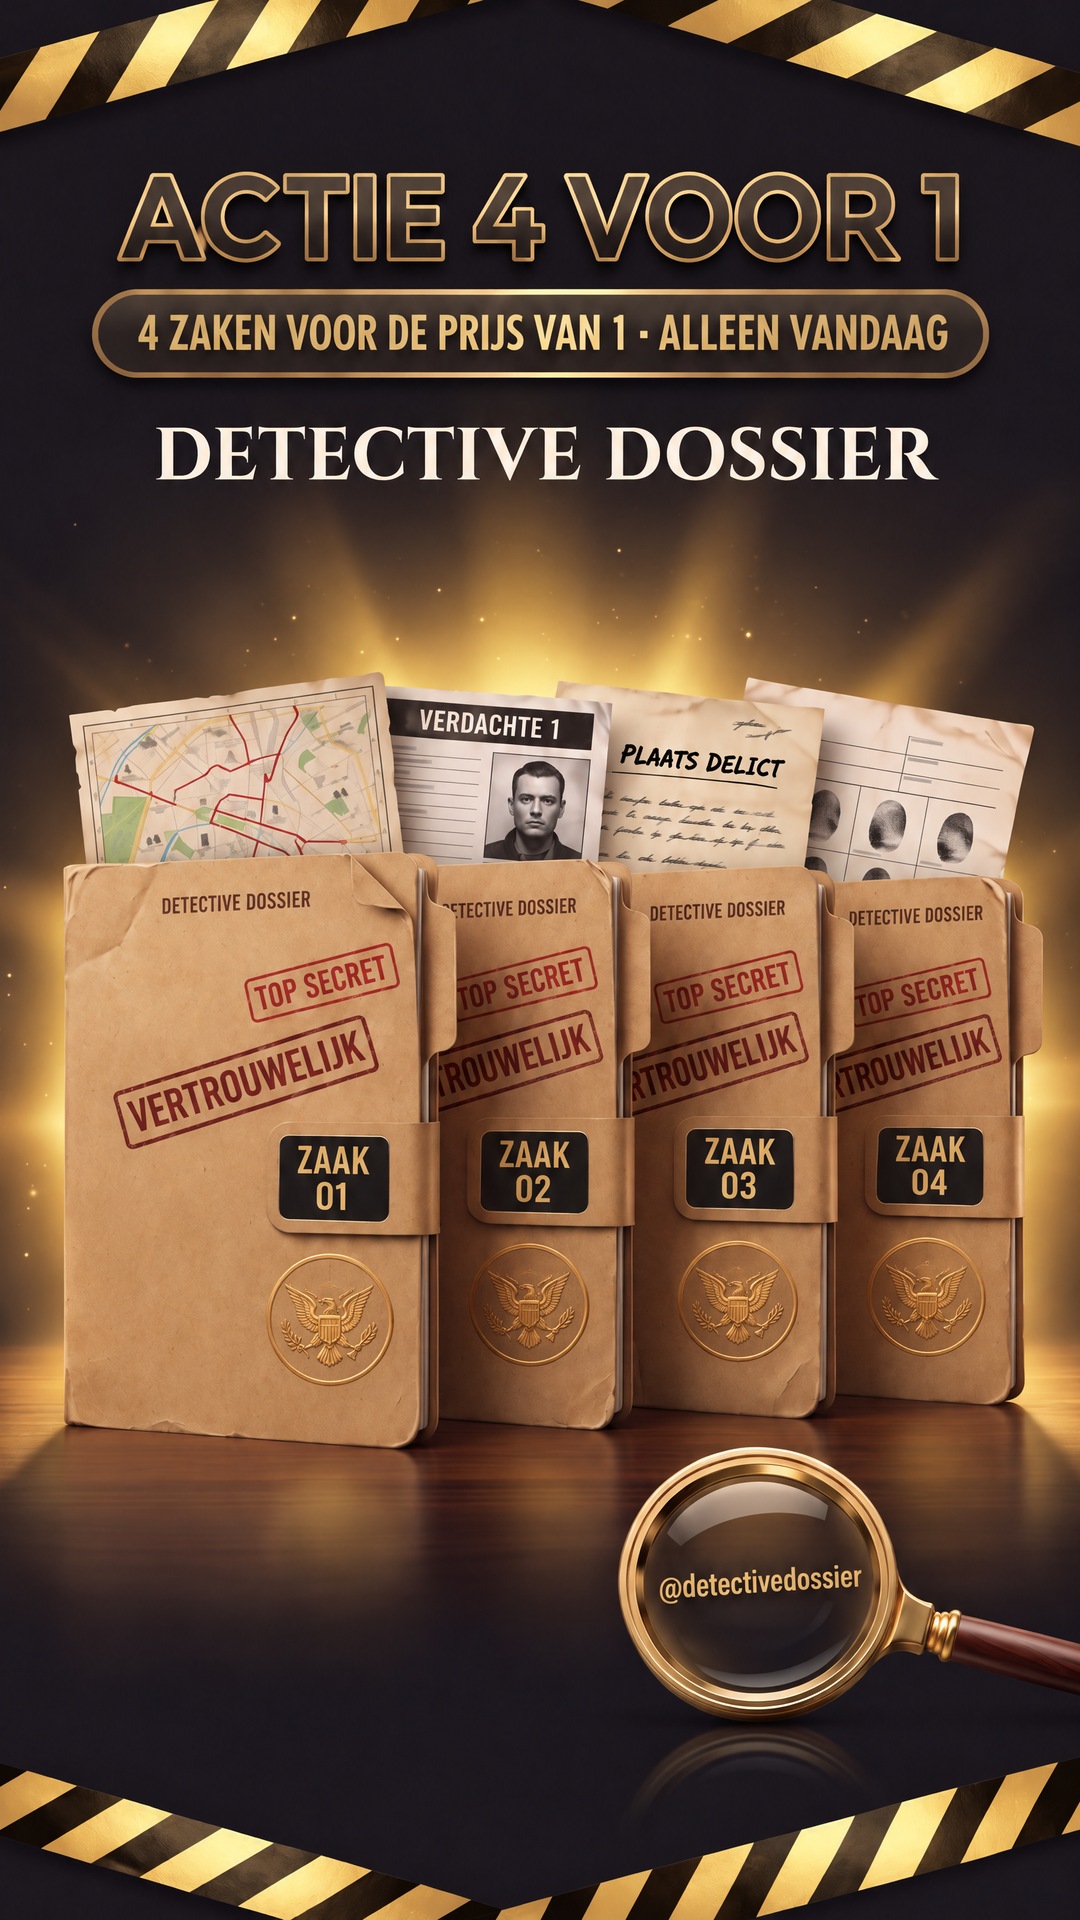 ACTIE 4 VOOR 1
4 ZAKEN VOOR DE PRIJS VAN 1 · ALLEEN VANDAAG
DETECTIVE DOSSIER
VERDACHTE 1
PLAATS DELICT
DETECTIVE DOSSIER
TOP SECRET
VERTROUWELIJK
ZAAK
01
ETECTIVE DOSSIER
TOP SECRET
TROUWELIJK
ZAAK
02
DETECTIVE DOSSIER
TOP SECRET
RTROUWELIJK
ZAAK
03
DETECTIVE DOSSIER
TOP SECRET
RTROUWELIJK
ZAAK
04
@detectivedossier